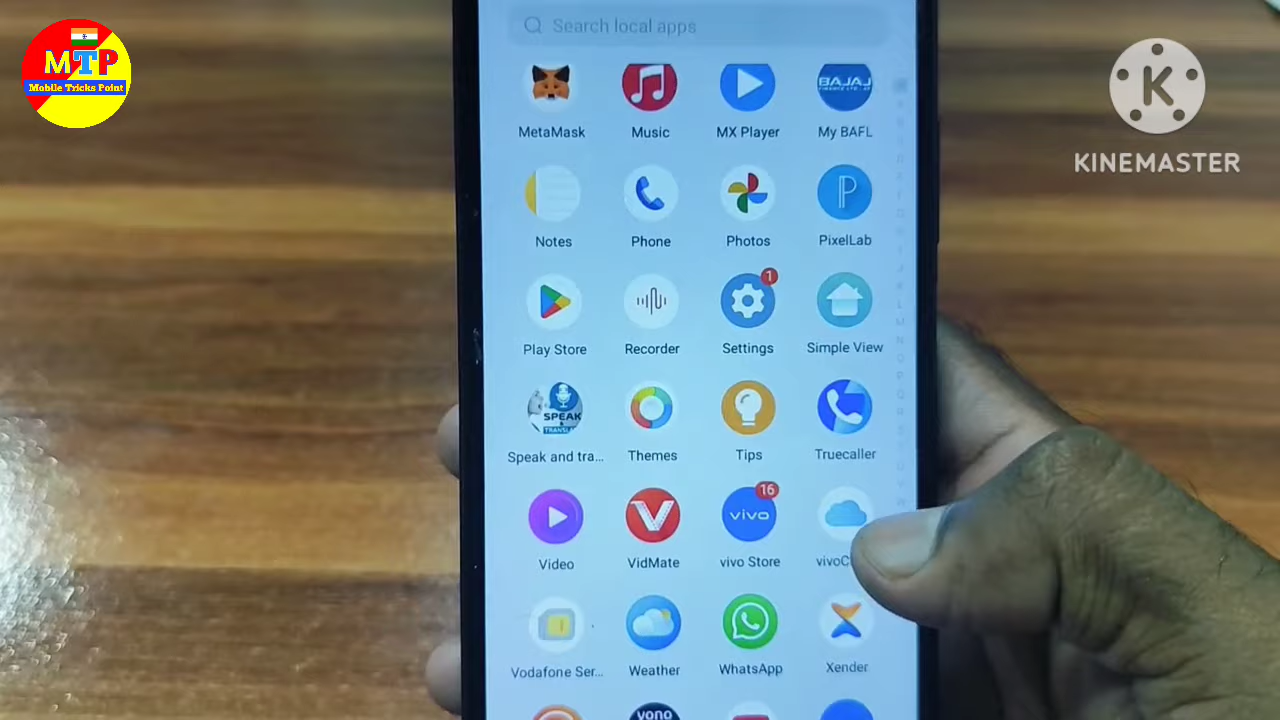 MTP
Mobile Tricks Point
K
KINEMASTER
Search local apps
BAJAJ
MetaMask
Music
MX Player
My BAFL
Notes
Phone
Photos
PixelLab
1
Play Store
Recorder
Settings
Simple View
SPEAK
Speak and tra...
Themes
Tips
Truecaller
16
vivo
Video
VidMate
vivo Store
Vodafone Ser...
Weather
WhatsApp
Xender
vono